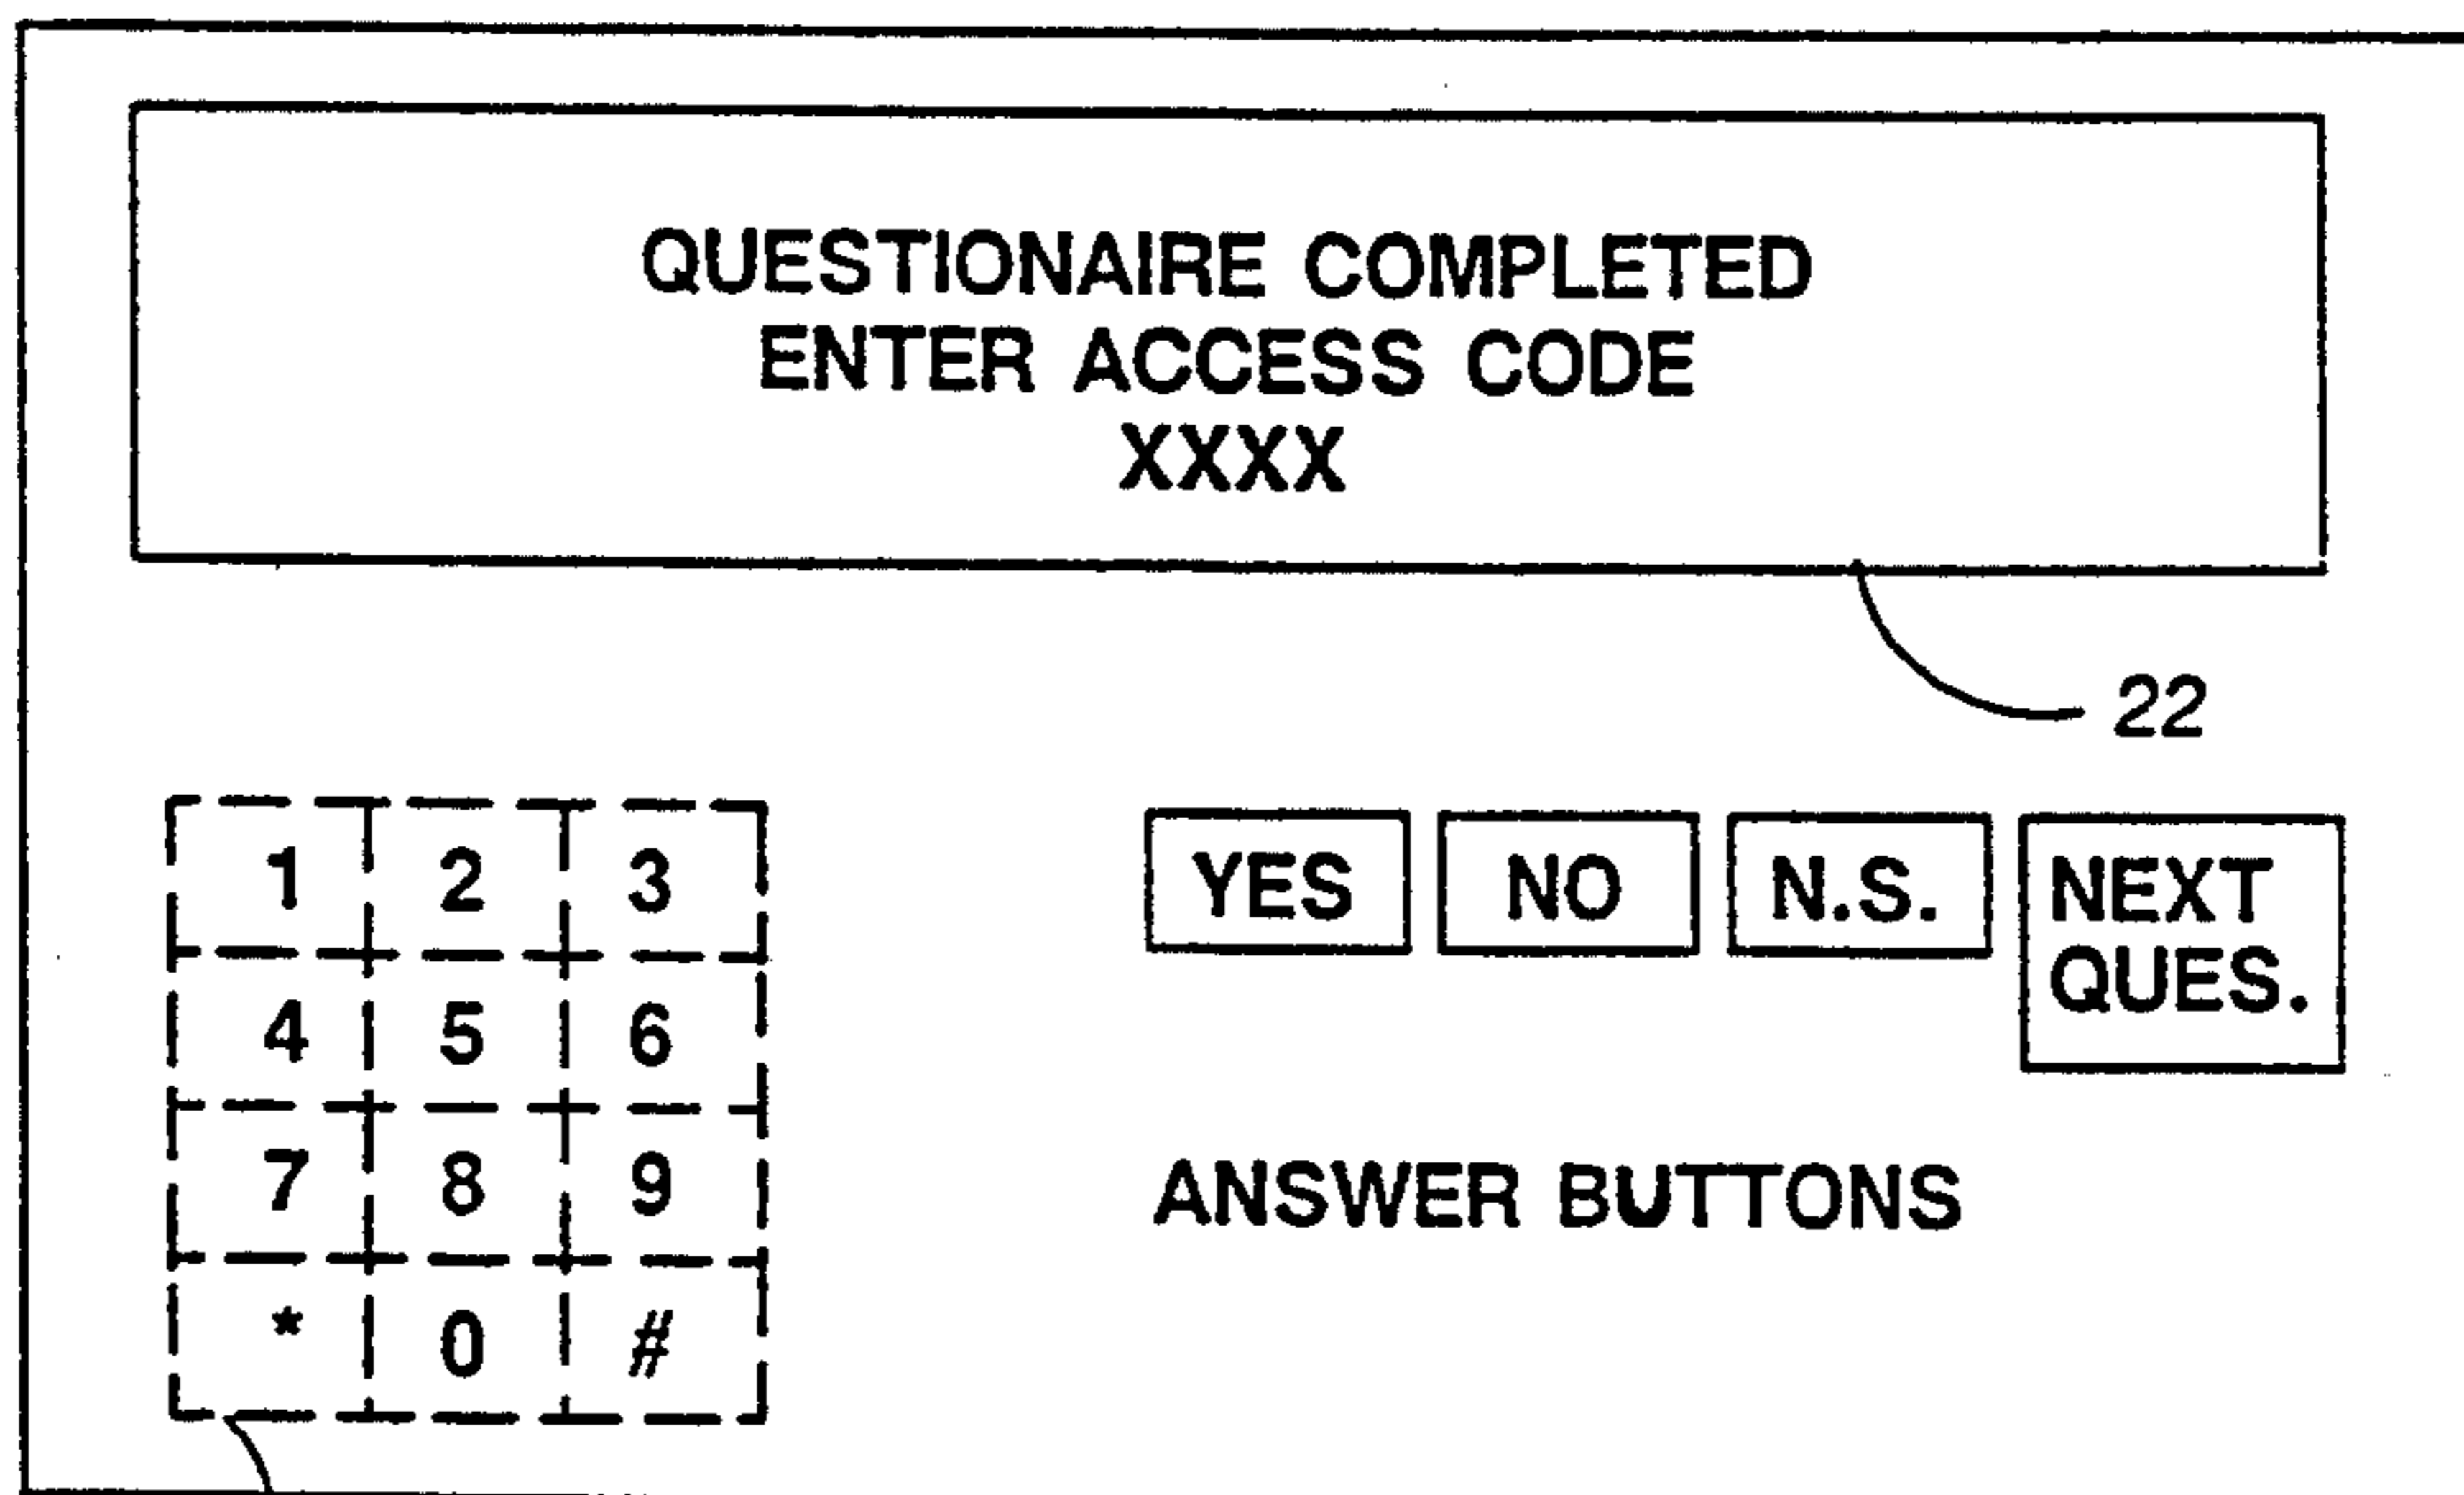 QUESTIONAIRE COMPLETED
ENTER ACCESS CODE
XXXX
22
1 2 3
4 5 6
7 8 9
* 0 #
YES NO N.S. NEXT
QUES.
ANSWER BUTTONS